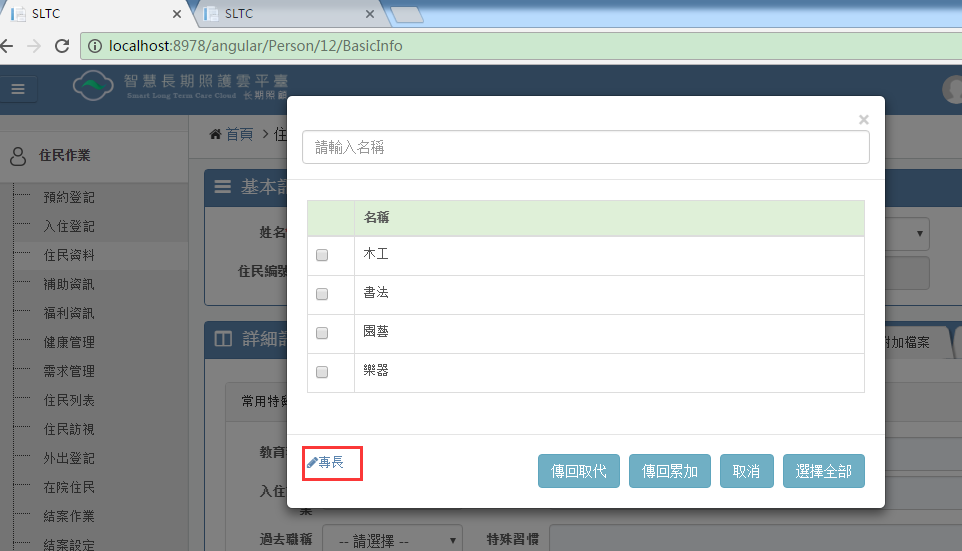 SLTC
SLTC
localhost:8978/angular/Person/12/BasicInfo
智慧長期照護雲平臺
Smart Long Term Care Cloud 長期照顧
首頁 住
請輸入名稱
住民作業
預約登記
入住登記
住民資料
補助資訊
福利資訊
健康管理
需求管理
住民列表
住民訪視
外出登記
在院住民
結案作業
結案設定
基本
姓名
住民編號
名稱
木工
書法
園藝
樂器
詳細
附加檔案
常用特
教育
入住
業
過去職稱 -- 請選擇 -- 特殊習慣
專長
傳回取代 傳回累加 取消 選擇全部